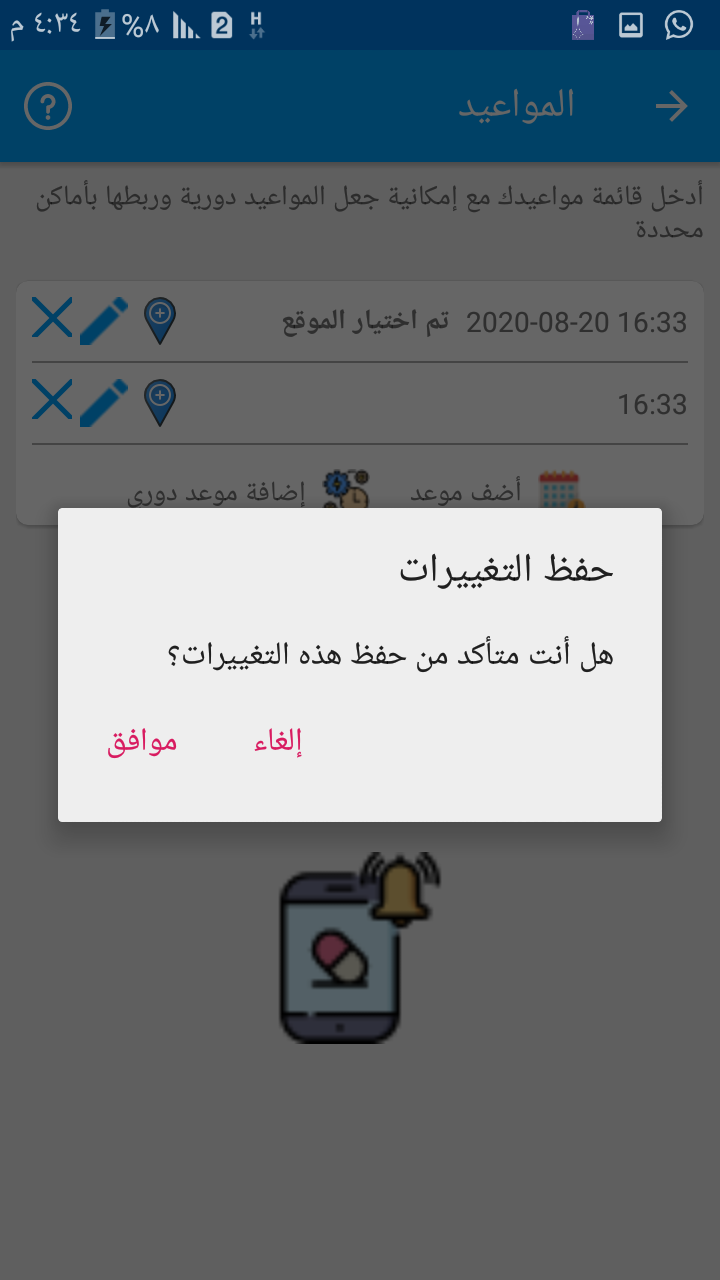 ٤:٣٤ م %٨ 2 H
المواعيد ?
أدخل قائمة مواعيدك مع إمكانية جعل المواعيد دورية وربطها بأماكن
محددة
2020-08-20 16:33 تم اختيار الموقع
16:33
أضف موعد إضافة موعد دوري
حفظ التغييرات
هل أنت متأكد من حفظ هذه التغييرات؟
إلغاء موافق